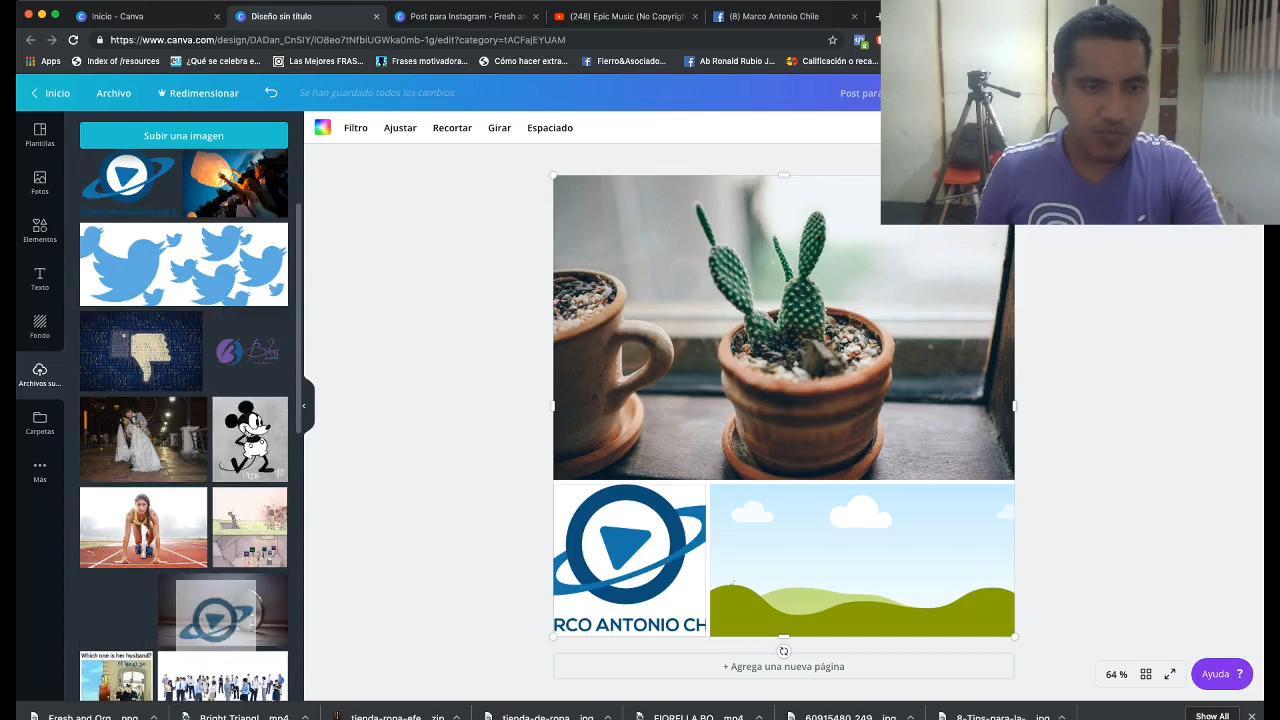 Inicio - Canva
Diseño sin título
Post para Instagram - Fresh an
(248) Epic Music (No Copyrigh
(8) Marco Antonio Chile
https://www.canva.com/design/DADan_CnSIY/IO8eo7tNfbiUGWka0mb-1g/edit?category=tACFajEYUAM
Apps
Index of /resources
¿Qué se celebra e...
Las Mejores FRAS...
Frases motivadora...
Cómo hacer extra...
Fierro&Asociado...
Ab Ronald Rubio J...
Calificación o reca...
Inicio
Archivo
Redimensionar
Se han guardado todos los cambios
Post para
Plantillas
Fotos
Elementos
Texto
Fondo
Archivos su...
Carpetas
Más
Subir una imagen
Filtro
Ajustar
Recortar
Girar
Espaciado
1928
Which one is her husband?
RCO ANTONIO CH
+ Agrega una nueva página
64 %
Ayuda ?
Fresh and Org...png
Bright Triangl....mp4
tienda-ropa-efe...zip
tienda-de-ropa....jpg
FIORELLA BO...mp4
60915480_249...jpg
8-Tips-para-la-...jpg
Show All